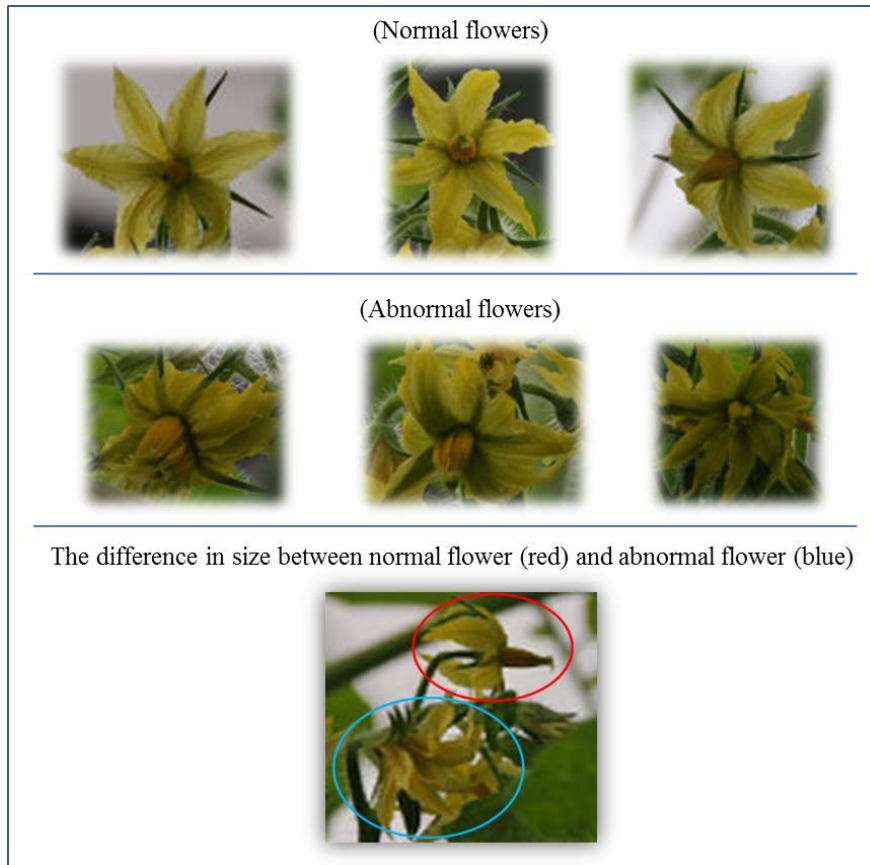 (Normal flowers)
(Abnormal flowers)
The difference in size between normal flower (red) and abnormal flower (blue)